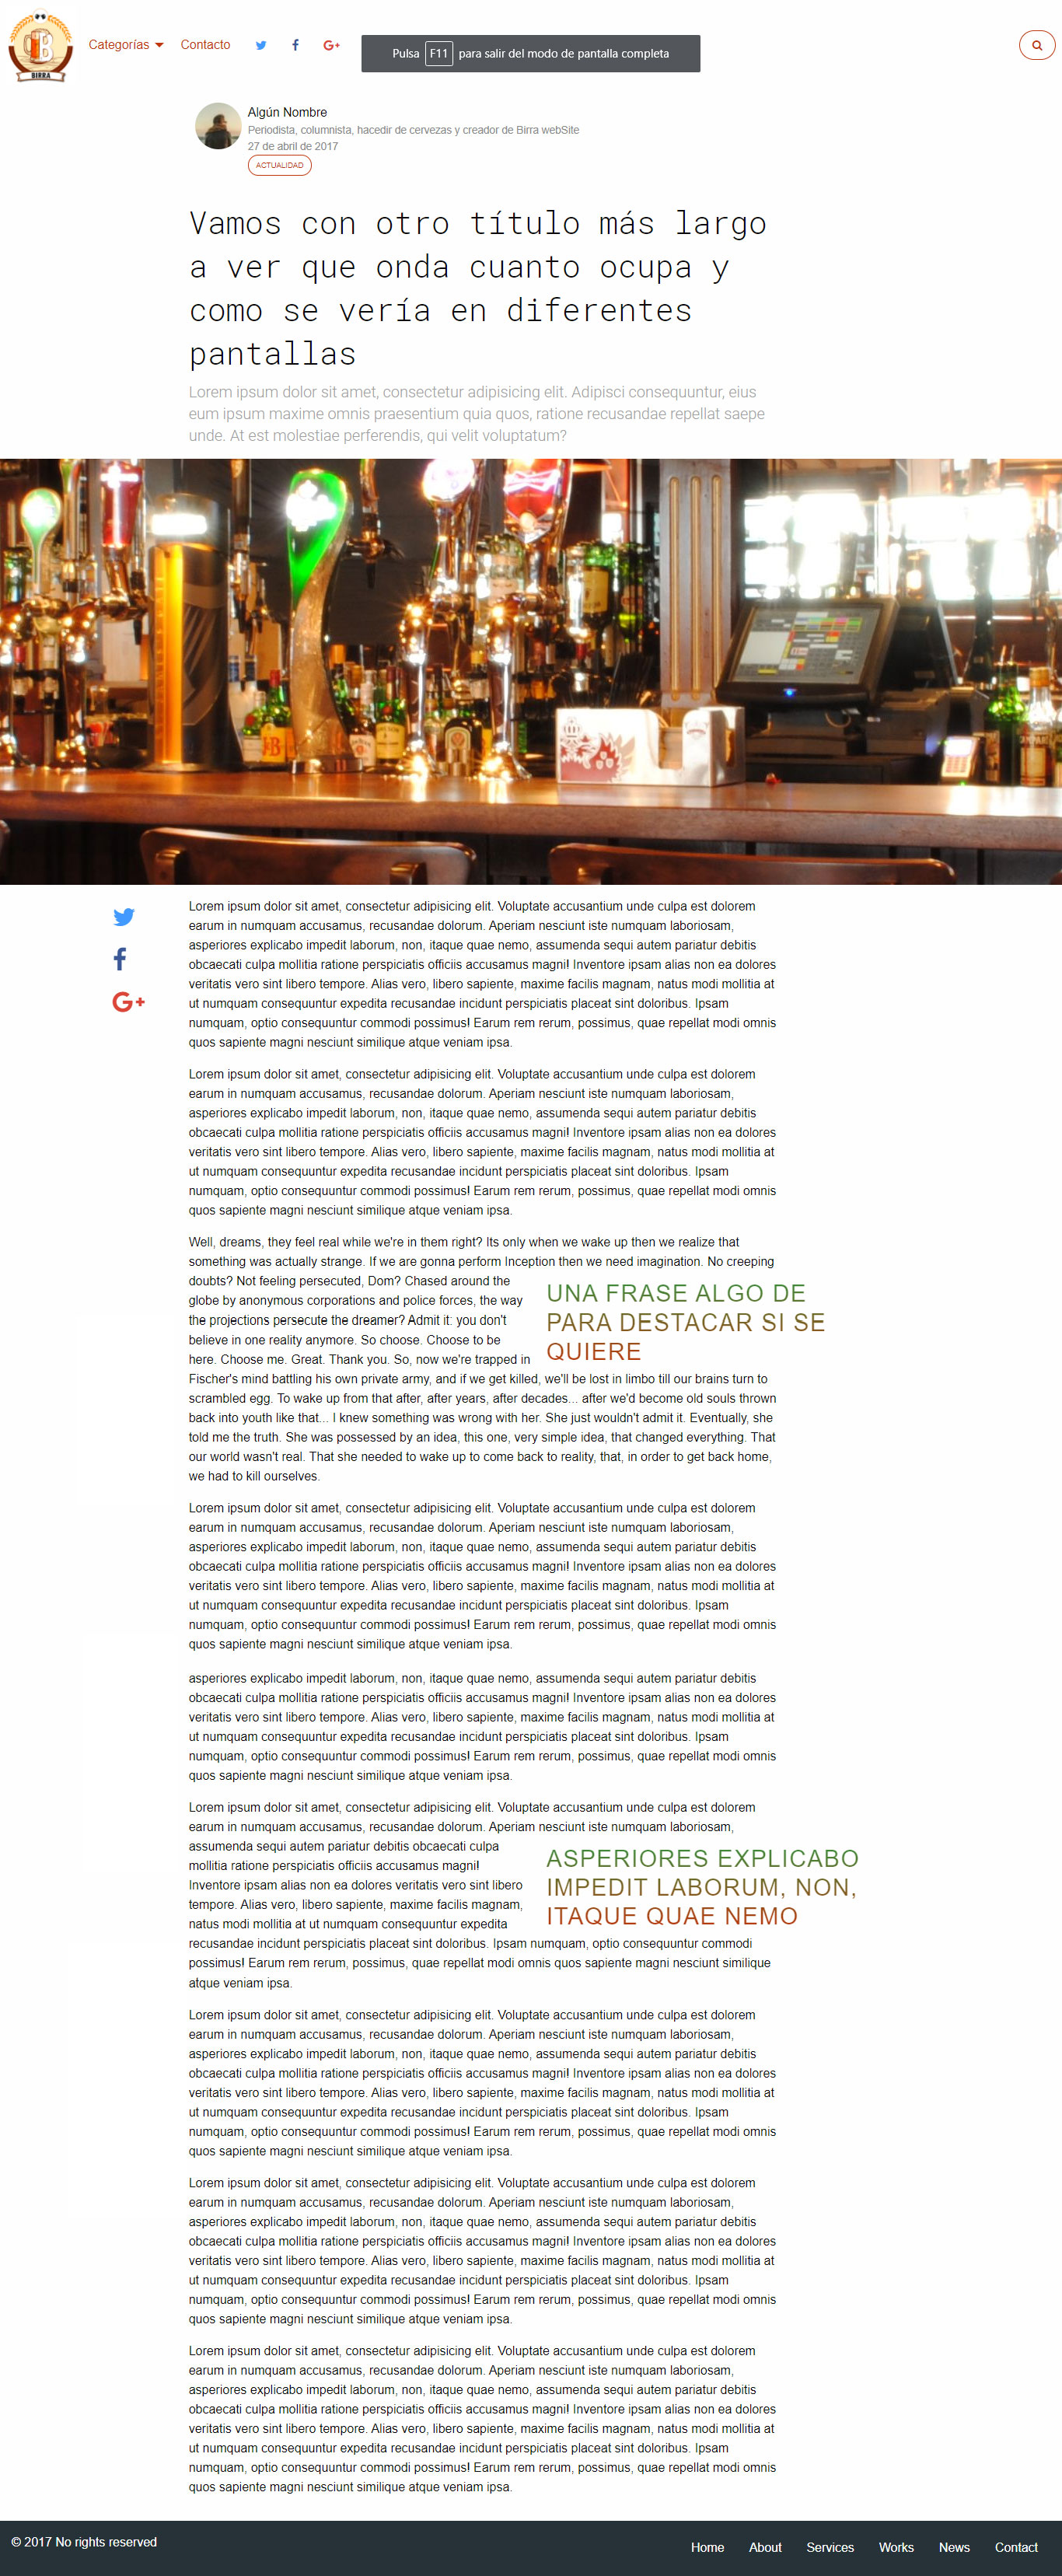 BIRRA
Categorías
Contacto
Pulsa F11 para salir del modo de pantalla completa
Algún Nombre
Periodista, columnista, hacedir de cervezas y creador de Birra webSite
27 de abril de 2017
ACTUALIDAD
Vamos con otro título más largo
a ver que onda cuanto ocupa y
como se vería en diferentes
pantallas
Lorem ipsum dolor sit amet, consectetur adipisicing elit. Adipisci consequuntur, eius
eum ipsum maxime omnis praesentium quia quos, ratione recusandae repellat saepe
unde. At est molestiae perferendis, qui velit voluptatum?
Lorem ipsum dolor sit amet, consectetur adipisicing elit. Voluptate accusantium unde culpa est dolorem
earum in numquam accusamus, recusandae dolorum. Aperiam nesciunt iste numquam laboriosam,
asperiores explicabo impedit laborum, non, itaque quae nemo, assumenda sequi autem pariatur debitis
obcaecati culpa mollitia ratione perspiciatis officiis accusamus magni! Inventore ipsam alias non ea dolores
veritatis vero sint libero tempore. Alias vero, libero sapiente, maxime facilis magnam, natus modi mollitia at
ut numquam consequuntur expedita recusandae incidunt perspiciatis placeat sint doloribus. Ipsam
numquam, optio consequuntur commodi possimus! Earum rem rerum, possimus, quae repellat modi omnis
quos sapiente magni nesciunt similique atque veniam ipsa.
Lorem ipsum dolor sit amet, consectetur adipisicing elit. Voluptate accusantium unde culpa est dolorem
earum in numquam accusamus, recusandae dolorum. Aperiam nesciunt iste numquam laboriosam,
asperiores explicabo impedit laborum, non, itaque quae nemo, assumenda sequi autem pariatur debitis
obcaecati culpa mollitia ratione perspiciatis officiis accusamus magni! Inventore ipsam alias non ea dolores
veritatis vero sint libero tempore. Alias vero, libero sapiente, maxime facilis magnam, natus modi mollitia at
ut numquam consequuntur expedita recusandae incidunt perspiciatis placeat sint doloribus. Ipsam
numquam, optio consequuntur commodi possimus! Earum rem rerum, possimus, quae repellat modi omnis
quos sapiente magni nesciunt similique atque veniam ipsa.
Well, dreams, they feel real while we're in them right? Its only when we wake up then we realize that
something was actually strange. If we are gonna perform Inception then we need imagination. No creeping
doubts? Not feeling persecuted, Dom? Chased around the
globe by anonymous corporations and police forces, the way
the projections persecute the dreamer? Admit it: you don't
believe in one reality anymore. So choose. Choose to be
here. Choose me. Great. Thank you. So, now we're trapped in
UNA FRASE ALGO DE
PARA DESTACAR SI SE
QUIERE
Fischer's mind battling his own private army, and if we get killed, we'll be lost in limbo till our brains turn to
scrambled egg. To wake up from that after, after years, after decades... after we'd become old souls thrown
back into youth like that... I knew something was wrong with her. She just wouldn't admit it. Eventually, she
told me the truth. She was possessed by an idea, this one, very simple idea, that changed everything. That
our world wasn't real. That she needed to wake up to come back to reality, that, in order to get back home,
we had to kill ourselves.
Lorem ipsum dolor sit amet, consectetur adipisicing elit. Voluptate accusantium unde culpa est dolorem
earum in numquam accusamus, recusandae dolorum. Aperiam nesciunt iste numquam laboriosam,
asperiores explicabo impedit laborum, non, itaque quae nemo, assumenda sequi autem pariatur debitis
obcaecati culpa mollitia ratione perspiciatis officiis accusamus magni! Inventore ipsam alias non ea dolores
veritatis vero sint libero tempore. Alias vero, libero sapiente, maxime facilis magnam, natus modi mollitia at
ut numquam consequuntur expedita recusandae incidunt perspiciatis placeat sint doloribus. Ipsam
numquam, optio consequuntur commodi possimus! Earum rem rerum, possimus, quae repellat modi omnis
quos sapiente magni nesciunt similique atque veniam ipsa.
asperiores explicabo impedit laborum, non, itaque quae nemo, assumenda sequi autem pariatur debitis
obcaecati culpa mollitia ratione perspiciatis officiis accusamus magni! Inventore ipsam alias non ea dolores
veritatis vero sint libero tempore. Alias vero, libero sapiente, maxime facilis magnam, natus modi mollitia at
ut numquam consequuntur expedita recusandae incidunt perspiciatis placeat sint doloribus. Ipsam
numquam, optio consequuntur commodi possimus! Earum rem rerum, possimus, quae repellat modi omnis
quos sapiente magni nesciunt similique atque veniam ipsa.
Lorem ipsum dolor sit amet, consectetur adipisicing elit. Voluptate accusantium unde culpa est dolorem
earum in numquam accusamus, recusandae dolorum. Aperiam nesciunt iste numquam laboriosam,
assumenda sequi autem pariatur debitis obcaecati culpa
mollitia ratione perspiciatis officiis accusamus magni!
Inventore ipsam alias non ea dolores veritatis vero sint libero
tempore. Alias vero, libero sapiente, maxime facilis magnam,
natus modi mollitia at ut numquam consequuntur expedita
ASPERIORES EXPLICABO
IMPEDIT LABORUM, NON,
ITAQUE QUAE NEMO
recusandae incidunt perspiciatis placeat sint doloribus. Ipsam numquam, optio consequuntur commodi
possimus! Earum rem rerum, possimus, quae repellat modi omnis quos sapiente magni nesciunt similique
atque veniam ipsa.
Lorem ipsum dolor sit amet, consectetur adipisicing elit. Voluptate accusantium unde culpa est dolorem
earum in numquam accusamus, recusandae dolorum. Aperiam nesciunt iste numquam laboriosam,
asperiores explicabo impedit laborum, non, itaque quae nemo, assumenda sequi autem pariatur debitis
obcaecati culpa mollitia ratione perspiciatis officiis accusamus magni! Inventore ipsam alias non ea dolores
veritatis vero sint libero tempore. Alias vero, libero sapiente, maxime facilis magnam, natus modi mollitia at
ut numquam consequuntur expedita recusandae incidunt perspiciatis placeat sint doloribus. Ipsam
numquam, optio consequuntur commodi possimus! Earum rem rerum, possimus, quae repellat modi omnis
quos sapiente magni nesciunt similique atque veniam ipsa.
Lorem ipsum dolor sit amet, consectetur adipisicing elit. Voluptate accusantium unde culpa est dolorem
earum in numquam accusamus, recusandae dolorum. Aperiam nesciunt iste numquam laboriosam,
asperiores explicabo impedit laborum, non, itaque quae nemo, assumenda sequi autem pariatur debitis
obcaecati culpa mollitia ratione perspiciatis officiis accusamus magni! Inventore ipsam alias non ea dolores
veritatis vero sint libero tempore. Alias vero, libero sapiente, maxime facilis magnam, natus modi mollitia at
ut numquam consequuntur expedita recusandae incidunt perspiciatis placeat sint doloribus. Ipsam
numquam, optio consequuntur commodi possimus! Earum rem rerum, possimus, quae repellat modi omnis
quos sapiente magni nesciunt similique atque veniam ipsa.
Lorem ipsum dolor sit amet, consectetur adipisicing elit. Voluptate accusantium unde culpa est dolorem
earum in numquam accusamus, recusandae dolorum. Aperiam nesciunt iste numquam laboriosam,
asperiores explicabo impedit laborum, non, itaque quae nemo, assumenda sequi autem pariatur debitis
obcaecati culpa mollitia ratione perspiciatis officiis accusamus magni! Inventore ipsam alias non ea dolores
veritatis vero sint libero tempore. Alias vero, libero sapiente, maxime facilis magnam, natus modi mollitia at
ut numquam consequuntur expedita recusandae incidunt perspiciatis placeat sint doloribus. Ipsam
numquam, optio consequuntur commodi possimus! Earum rem rerum, possimus, quae repellat modi omnis
quos sapiente magni nesciunt similique atque veniam ipsa.
© 2017 No rights reserved
Home
About
Services
Works
News
Contact